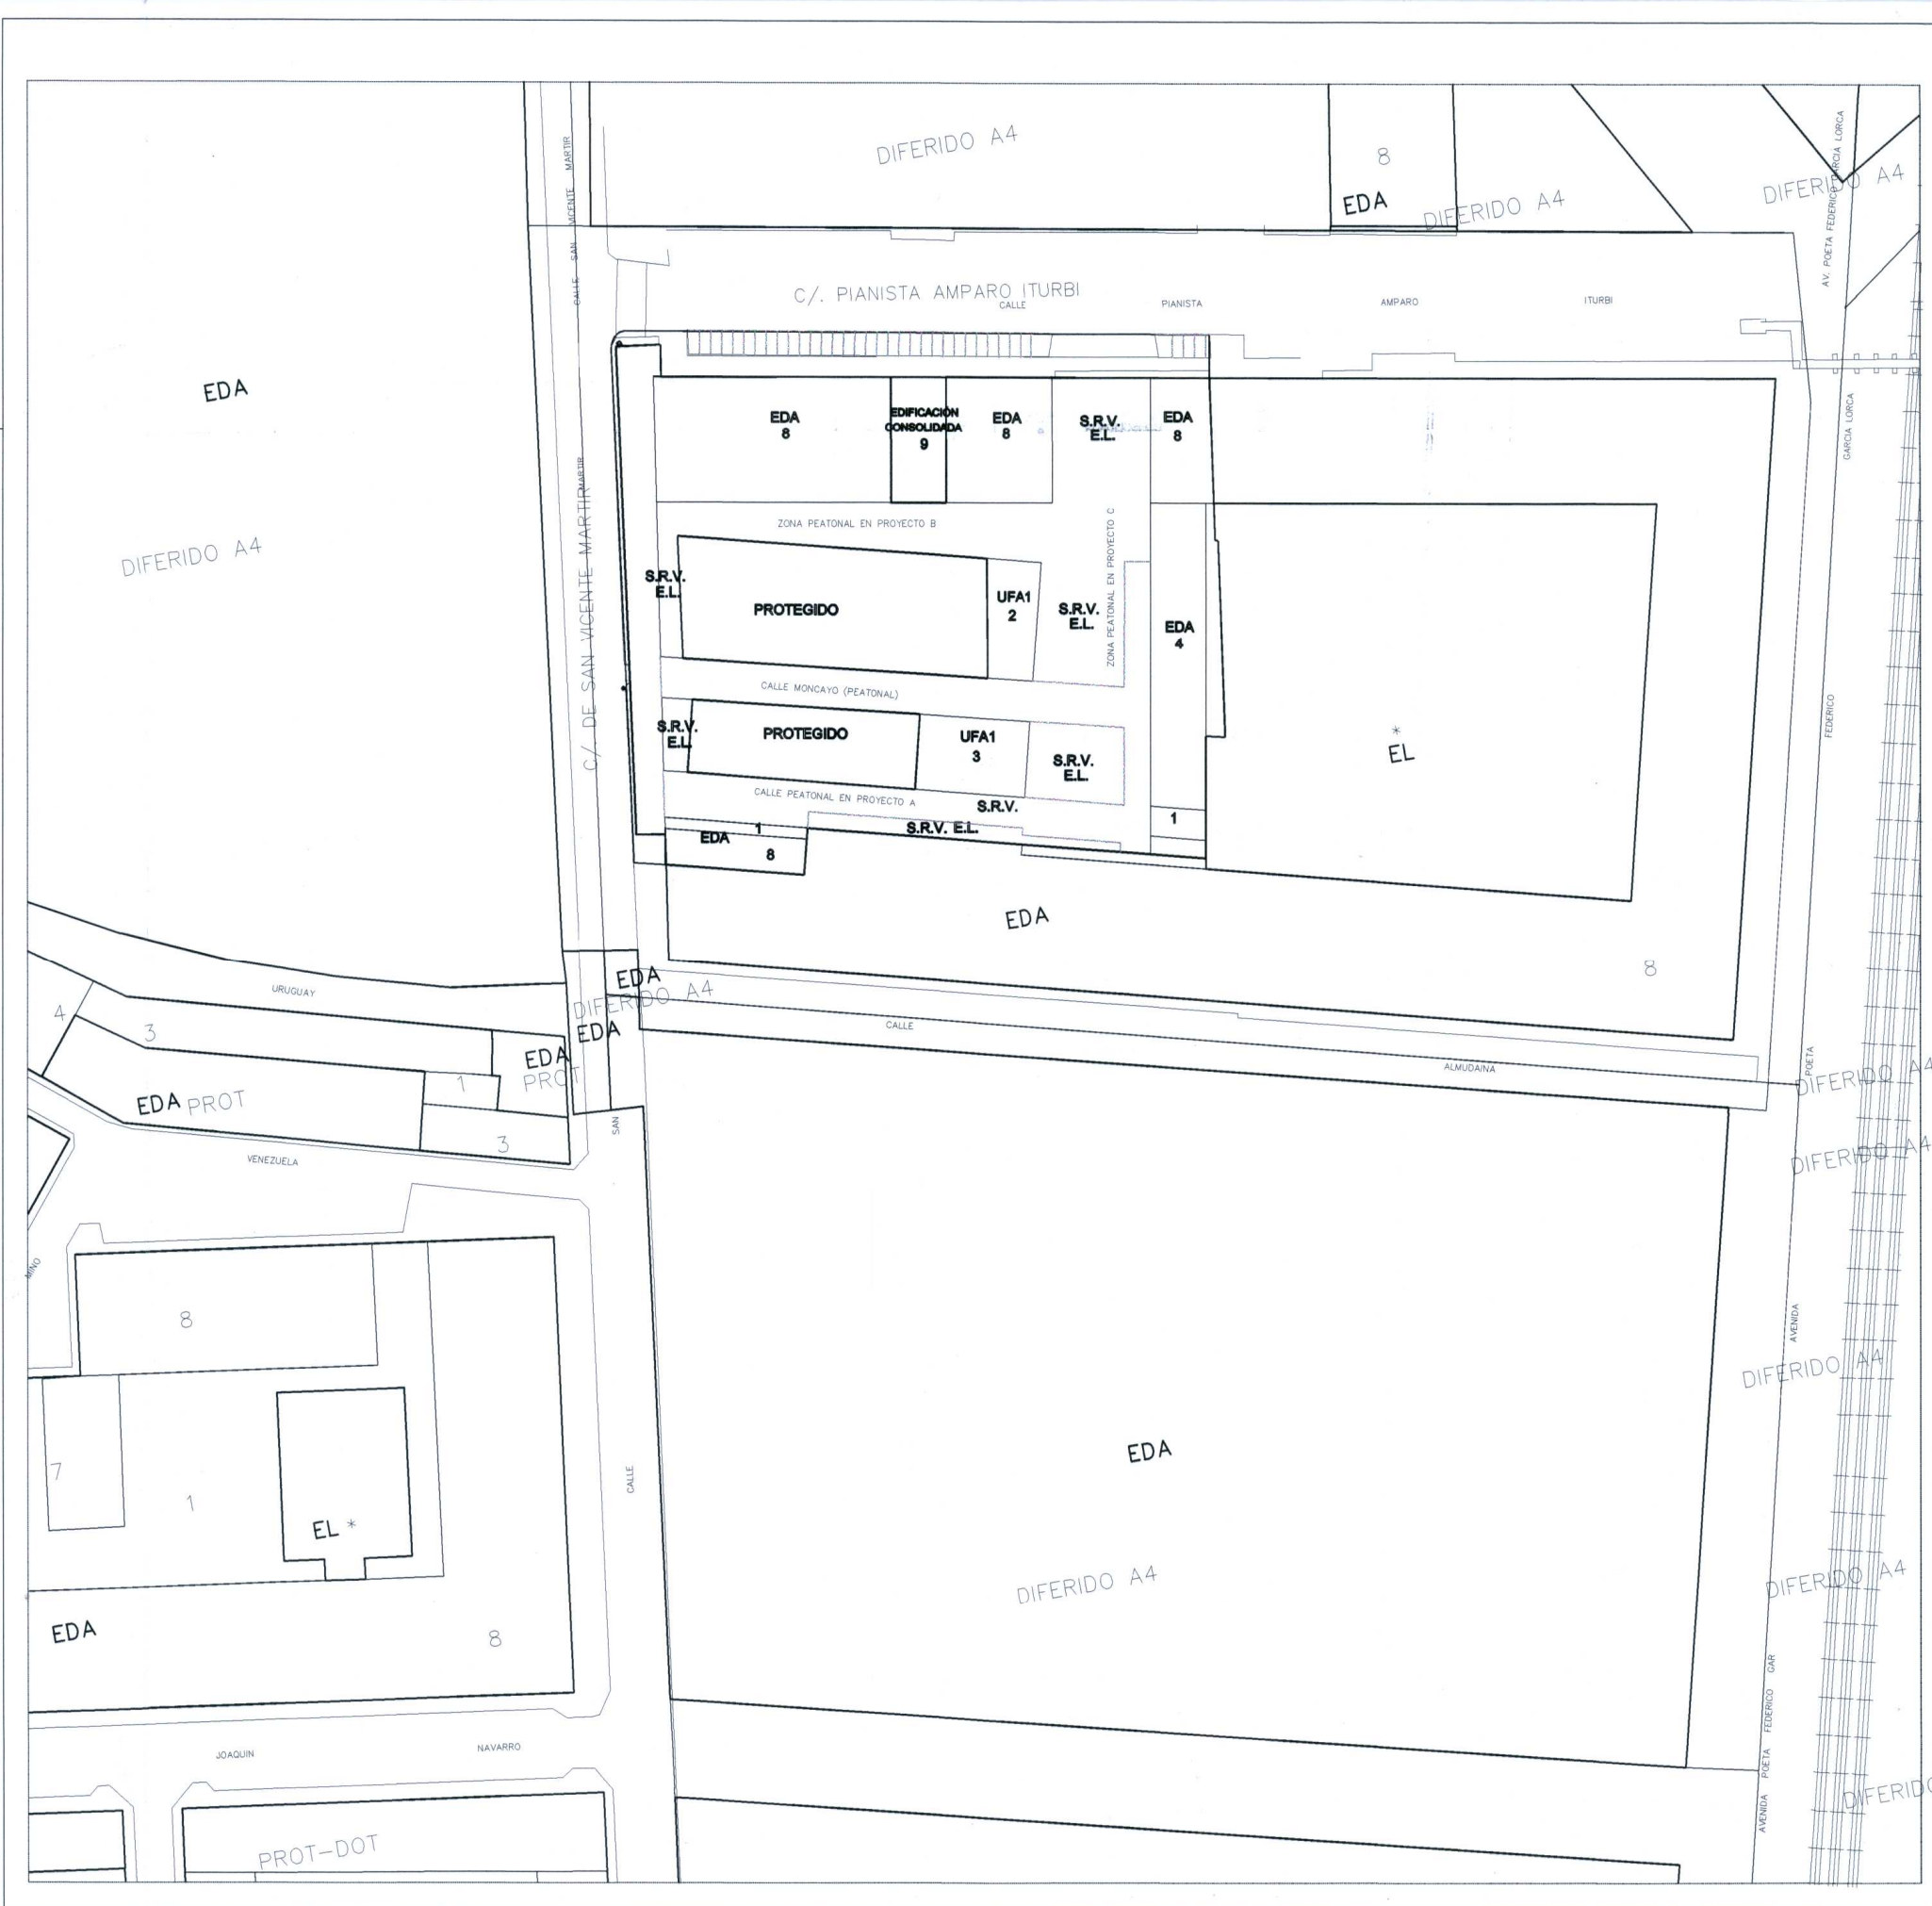 DIFERIDO A4
8
EDA
DIFERIDO A4
DIFERIDO A4
AV. POETA FEDERICO GARCIA LORCA
CALLE SAN VICENTE MARTIR
C/. PIANISTA AMPARO ITURBI
CALLE
PIANISTA
AMPARO
ITURBI
EDA
DIFERIDO A4
MARTIR
C/. DE SAN VICENTE MARTIR
EDA
8
EDIFICACIÓN
CONSOLIDADA
9
EDA
8
S.R.V.
E.L.
EDA
8
GARCIA LORCA
ZONA PEATONAL EN PROYECTO B
ZONA PEATONAL EN PROYECTO C
S.R.V.
E.L.
PROTEGIDO
UFA1
2
S.R.V.
E.L.
EDA
4
CALLE MONCAYO (PEATONAL)
S.R.V.
E.L.
PROTEGIDO
UFA1
3
S.R.V.
E.L.
*
EL
FEDERICO
CALLE PEATONAL EN PROYECTO A
S.R.V.
S.R.V. E.L.
1
1
EDA
8
EDA
8
EDA
DIFERIDO A4
EDA
URUGUAY
4
3
EDA
PROT
1
EDA PROT
3
VENEZUELA
SAN
CALLE
ALMUDAINA
POETA
DIFERIDO A4
DIFERIDO A4
MINO
8
7
1
EL *
CALLE
EDA
8
EDA
DIFERIDO A4
AVENIDA
DIFERIDO A4
DIFERIDO A4
JOAQUIN
NAVARRO
PROT-DOT
AVENIDA POETA FEDERICO GAR
DIFERIDO